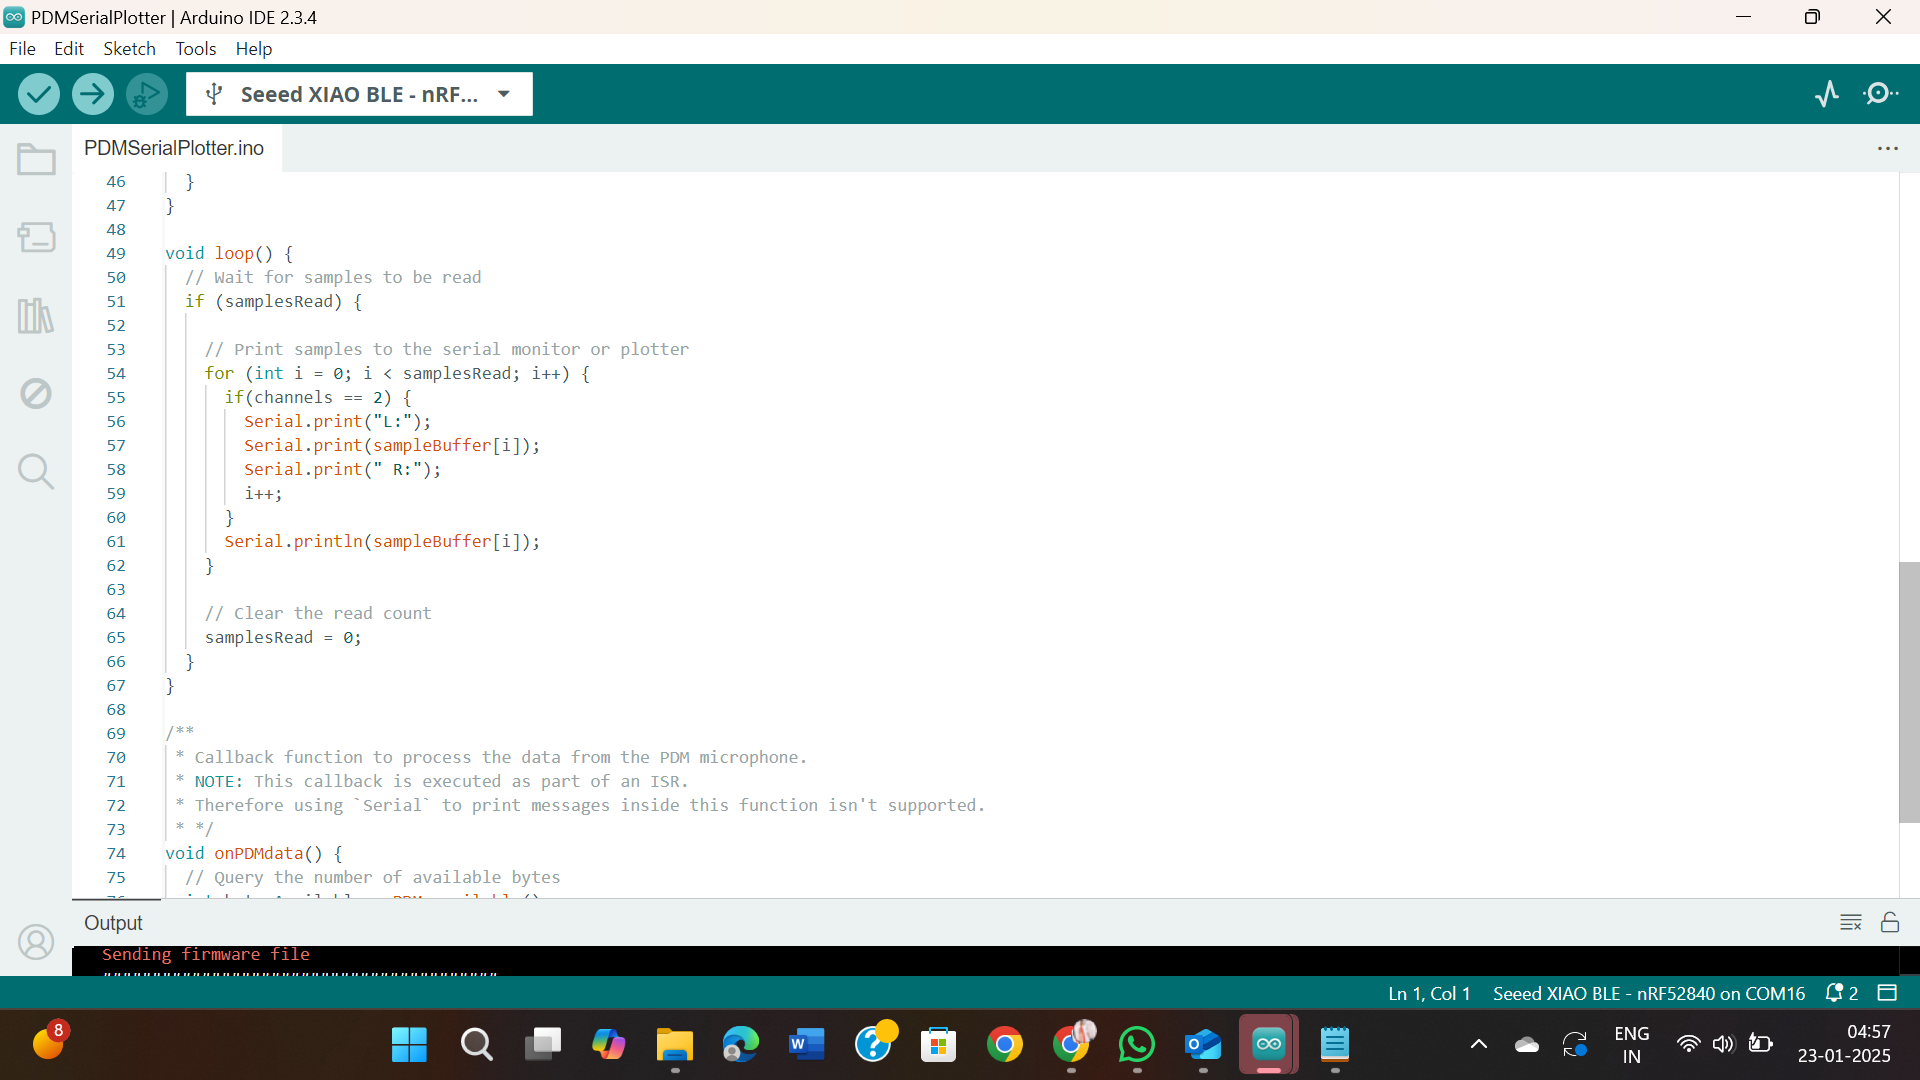 PDMSerialPlotter | Arduino IDE 2.3.4
File Edit Sketch Tools Help
Seeed XIAO BLE - nRF...
PDMSerialPlotter.ino
46 }
47 }
48
49 void loop() {
50 // Wait for samples to be read
51 if (samplesRead) {
52
53 // Print samples to the serial monitor or plotter
54 for (int i = 0; i < samplesRead; i++) {
55 if(channels == 2) {
56 Serial.print("L:");
57 Serial.print(sampleBuffer[i]);
58 Serial.print(" R:");
59 i++;
60 }
61 Serial.println(sampleBuffer[i]);
62 }
63
64 // Clear the read count
65 samplesRead = 0;
66 }
67 }
68
69 /**
70 * Callback function to process the data from the PDM microphone.
71 * NOTE: This callback is executed as part of an ISR.
72 * Therefore using `Serial` to print messages inside this function isn't supported.
73 * */
74 void onPDMdata() {
75 // Query the number of available bytes
Output
Sending firmware file
Ln 1, Col 1 Seeed XIAO BLE - nRF52840 on COM16 2
8
ENG
IN
04:57
23-01-2025